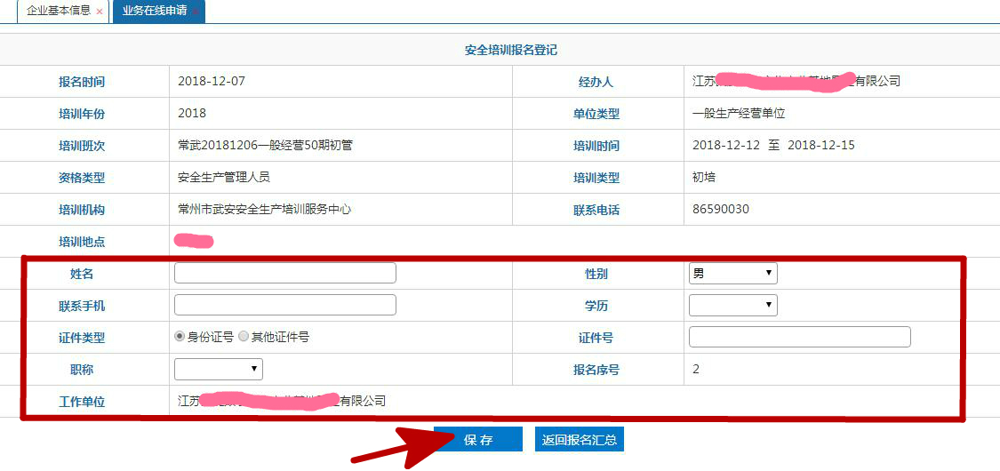 企业基本信息 × 业务在线申请 ×
安全培训报名登记
报名时间 2018-12-07 经办人 江苏 有限公司
培训年份 2018 单位类型 一般生产经营单位
培训班次 常武20181206一般经营50期初管 培训时间 2018-12-12 至 2018-12-15
资格类型 安全生产管理人员 培训类型 初培
培训机构 常州市武安安全生产培训服务中心 联系电话 86590030
培训地点
姓名 性别 男
联系手机 学历
证件类型 身份证号 其他证件号 证件号
职称 报名序号 2
工作单位 江苏 有限公司
保 存 返回报名汇总